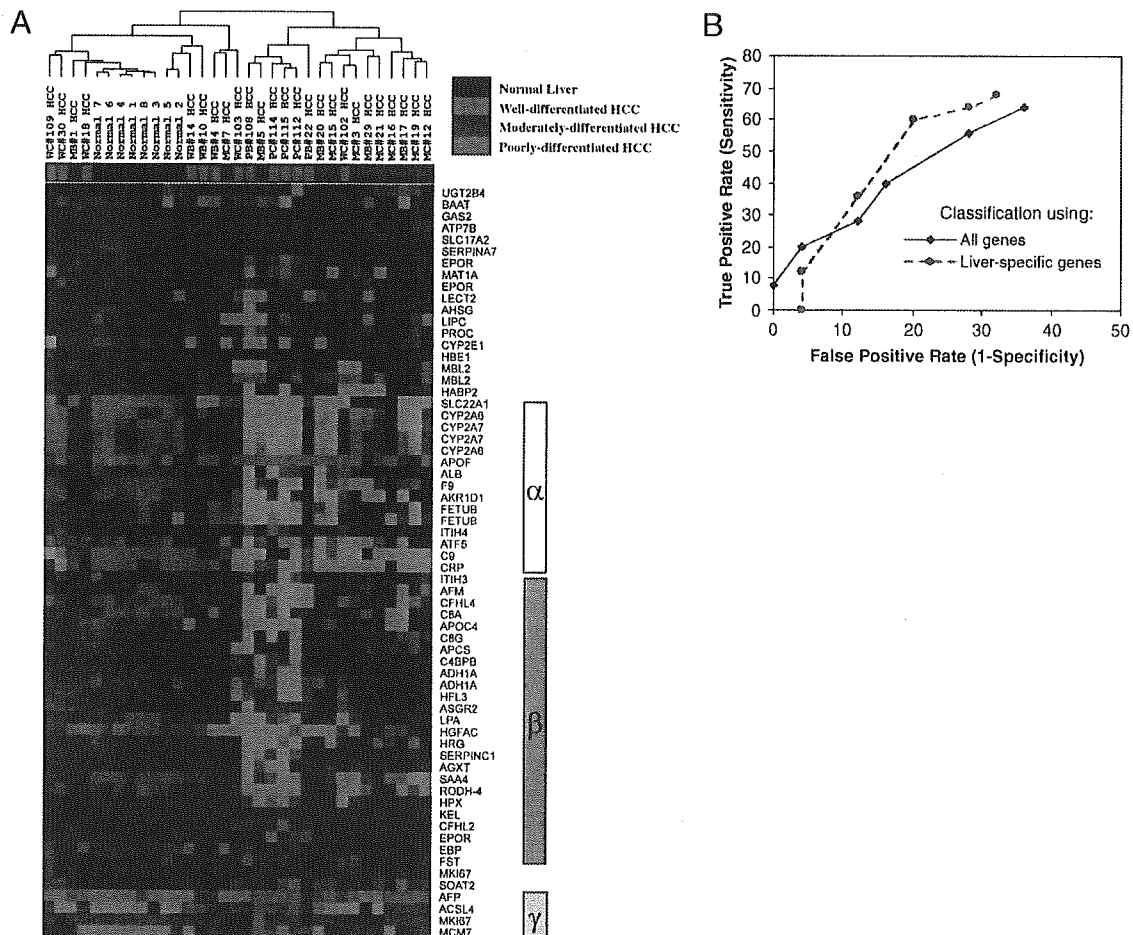 A
WC#109 HCC
WC#30 HCC
MB#1 HCC
WC#18 HCC
Normal 7
Normal 6
Normal 4
Normal 1
Normal 8
Normal 3
Normal 5
Normal 2
WB#14 HCC
WB#10 HCC
WB#4 HCC
MC#7 HCC
WC#103 HCC
PB#108 HCC
MB#5 HCC
PC#114 HCC
PC#115 HCC
PC#112 HCC
PB#22 HCC
MB#20 HCC
MC#15 HCC
WC#102 HCC
MC#3 HCC
MB#29 HCC
MC#21 HCC
MC#16 HCC
MB#17 HCC
MC#19 HCC
MC#12 HCC
Normal Liver
Well-differentiated HCC
Moderately-differentiated HCC
Poorly-differentiated HCC
UGT2B4
BAAT
GAS2
ATP7B
SLC17A2
SERPINA7
EPOR
MAT1A
EPOR
LECT2
AHSG
LIPC
PROC
CYP2E1
HBE1
MBL2
MBL2
HABP2
SLC22A1
CYP2A6
CYP2A7
CYP2A7
CYP2A6
APOF
ALB
F9
AKR1D1
FETUB
FETUB
ITIH4
ATF5
C9
CRP
ITIH3
AFM
CFHL4
C8A
APOC4
C8G
APCS
C4BPB
ADH1A
ADH1A
HFL3
ASGR2
LPA
HGFAC
HRG
SERPINC1
AGXT
SAA4
RODH-4
HPX
KEL
CFHL2
EPOR
EBP
FST
MKI67
SOAT2
AFP
ACSL4
MKI67
MCM7
α
β
γ
B
True Positive Rate (Sensitivity)
80
70
60
50
40
30
20
10
0
0 10 20 30 40 50
False Positive Rate (1-Specificity)
Classification using:
All genes
Liver-specific genes